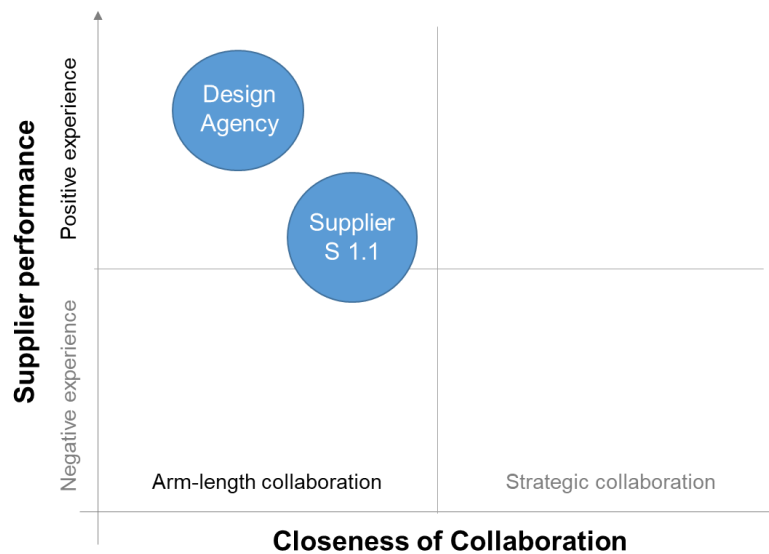 Design
Agency
Supplier
S 1.1
Supplier performance
Positive experience
Negative experience
Arm-length collaboration
Strategic collaboration
Closeness of Collaboration